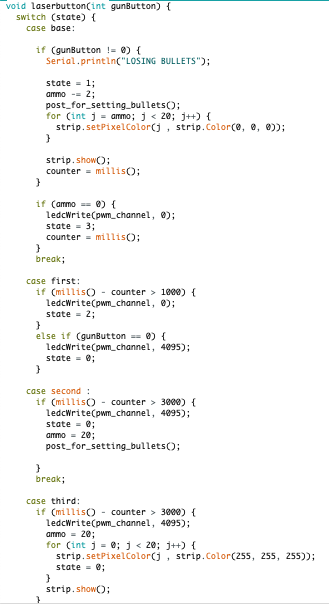 void laserbutton(int gunButton) {
switch (state) {
case base:
if (gunButton != 0) {
Serial.println("LOSING BULLETS");
state = 1;
ammo -= 2;
post_for_setting_bullets();
for (int j = ammo; j < 20; j++) {
strip.setPixelColor(j , strip.Color(0, 0, 0));
}
strip.show();
counter = millis();
}
if (ammo == 0) {
ledcWrite(pwm_channel, 0);
state = 3;
counter = millis();
}
break;
case first:
if (millis() - counter > 1000) {
ledcWrite(pwm_channel, 0);
state = 2;
}
else if (gunButton == 0) {
ledcWrite(pwm_channel, 4095);
state = 0;
}
case second :
if (millis() - counter > 3000) {
ledcWrite(pwm_channel, 4095);
state = 0;
ammo = 20;
post_for_setting_bullets();
}
break;
case third:
if (millis() - counter > 3000) {
ledcWrite(pwm_channel, 4095);
ammo = 20;
for (int j = 0; j < 20; j++) {
strip.setPixelColor(j , strip.Color(255, 255, 255));
state = 0;
}
strip.show();
}